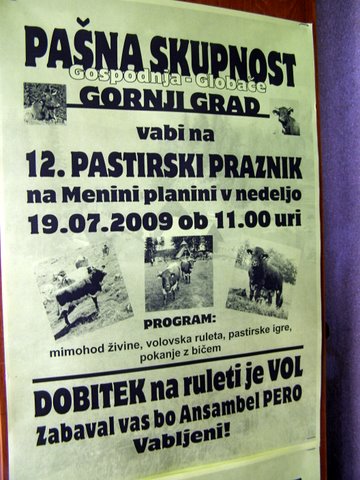 PAŠNA SKUPNOST
Gospodnja - Globače
GORNJI GRAD
vabi na
12. PASTIRSKI PRAZNIK
na Menini planini v nedeljo
19.07.2009 ob 11.00 uri
PROGRAM:
mimohod živine, volovska ruleta, pastirske igre,
pokanje z bičem
DOBITEK na ruleti je VOL
Zabaval vas bo Ansambel PERO
Vabljeni!